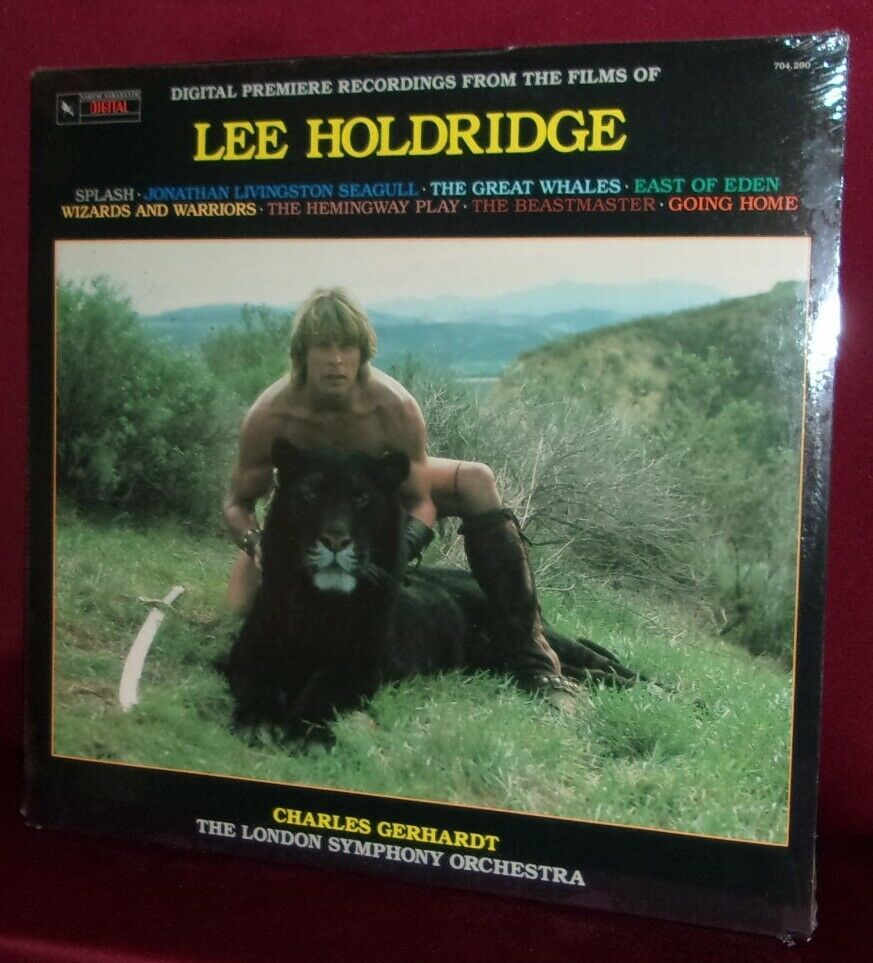 704.290
VARESE SARABANDE
DIGITAL
DIGITAL PREMIERE RECORDINGS FROM THE FILMS OF
LEE HOLDRIDGE
SPLASH · JONATHAN LIVINGSTON SEAGULL · THE GREAT WHALES · EAST OF EDEN
WIZARDS AND WARRIORS · THE HEMINGWAY PLAY · THE BEASTMASTER · GOING HOME
CHARLES GERHARDT
THE LONDON SYMPHONY ORCHESTRA